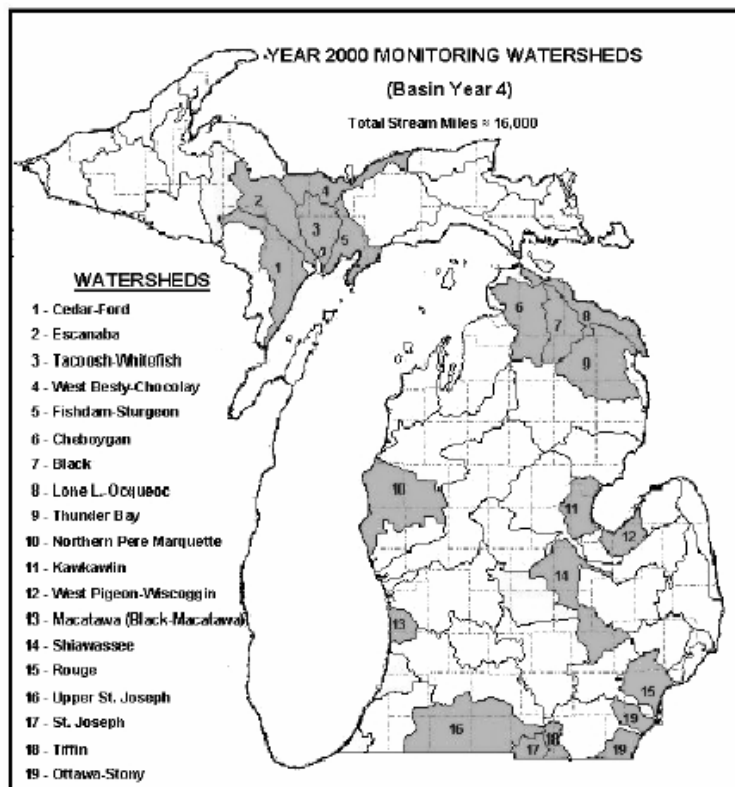 YEAR 2000 MONITORING WATERSHEDS
(Basin Year 4)
Total Stream Miles ≈ 16,000
WATERSHEDS
1 - Cedar-Ford
2 - Escanaba
3 - Tacoosh-Whitefish
4 - West Betsy-Chocolay
5 - Fishdam-Sturgeon
6 - Cheboygan
7 - Black
8 - Lone L.-Ocqueoc
9 - Thunder Bay
10 - Northern Pere Marquette
11 - Kawkawlin
12 - West Pigeon-Wiscoggin
13 - Macatawa (Black-Macatawa)
14 - Shiawassee
15 - Rouge
16 - Upper St. Joseph
17 - St. Joseph
18 - Tiffin
19 - Ottawa-Stony
4
2
3
5
3
1
6
7
8
9
10
11
12
14
13
15
19
16
17
18
19